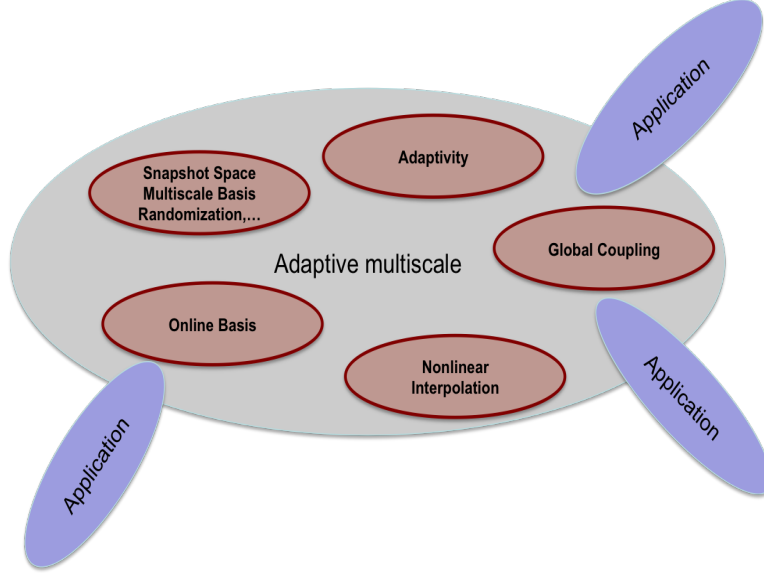 Application
Adaptivity
Snapshot Space
Multiscale Basis
Randomization,...
Global Coupling
Adaptive multiscale
Online Basis
Nonlinear
Interpolation
Application
Application